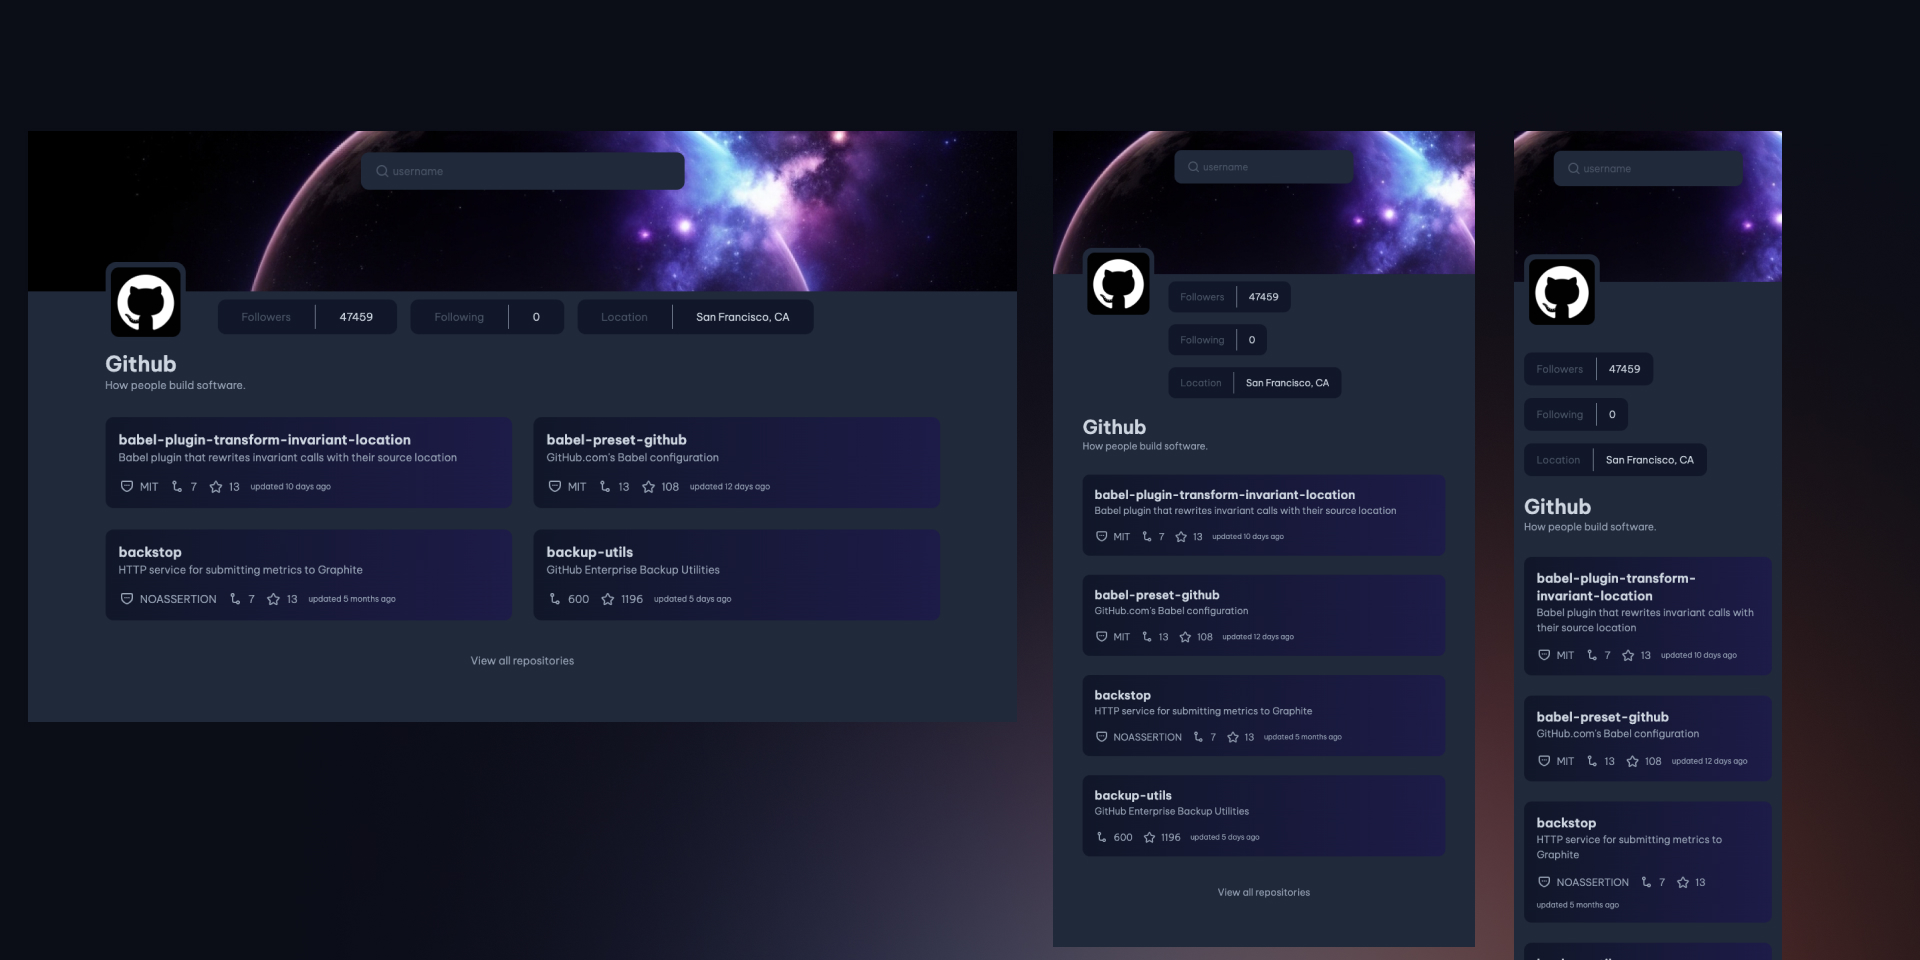 username
Followers 47459 Following 0 Location San Francisco, CA
Github
How people build software.
babel-plugin-transform-invariant-location
Babel plugin that rewrites invariant calls with their source location
MIT 7 13 updated 10 days ago
babel-preset-github
GitHub.com's Babel configuration
MIT 13 108 updated 12 days ago
backstop
HTTP service for submitting metrics to Graphite
NOASSERTION 7 13 updated 5 months ago
backup-utils
GitHub Enterprise Backup Utilities
600 1196 updated 5 days ago
View all repositories
username
Followers 47459
Following 0
Location San Francisco, CA
Github
How people build software.
babel-plugin-transform-invariant-location
Babel plugin that rewrites invariant calls with their source location
MIT 7 13 updated 10 days ago
babel-preset-github
GitHub.com's Babel configuration
MIT 13 108 updated 12 days ago
backstop
HTTP service for submitting metrics to Graphite
NOASSERTION 7 13 updated 5 months ago
backup-utils
GitHub Enterprise Backup Utilities
600 1196 updated 5 days ago
View all repositories
username
Followers 47459
Following 0
Location San Francisco, CA
Github
How people build software.
babel-plugin-transform-
invariant-location
Babel plugin that rewrites invariant calls with
their source location
MIT 7 13 updated 10 days ago
babel-preset-github
GitHub.com's Babel configuration
MIT 13 108 updated 12 days ago
backstop
HTTP service for submitting metrics to
Graphite
NOASSERTION 7 13
updated 5 months ago